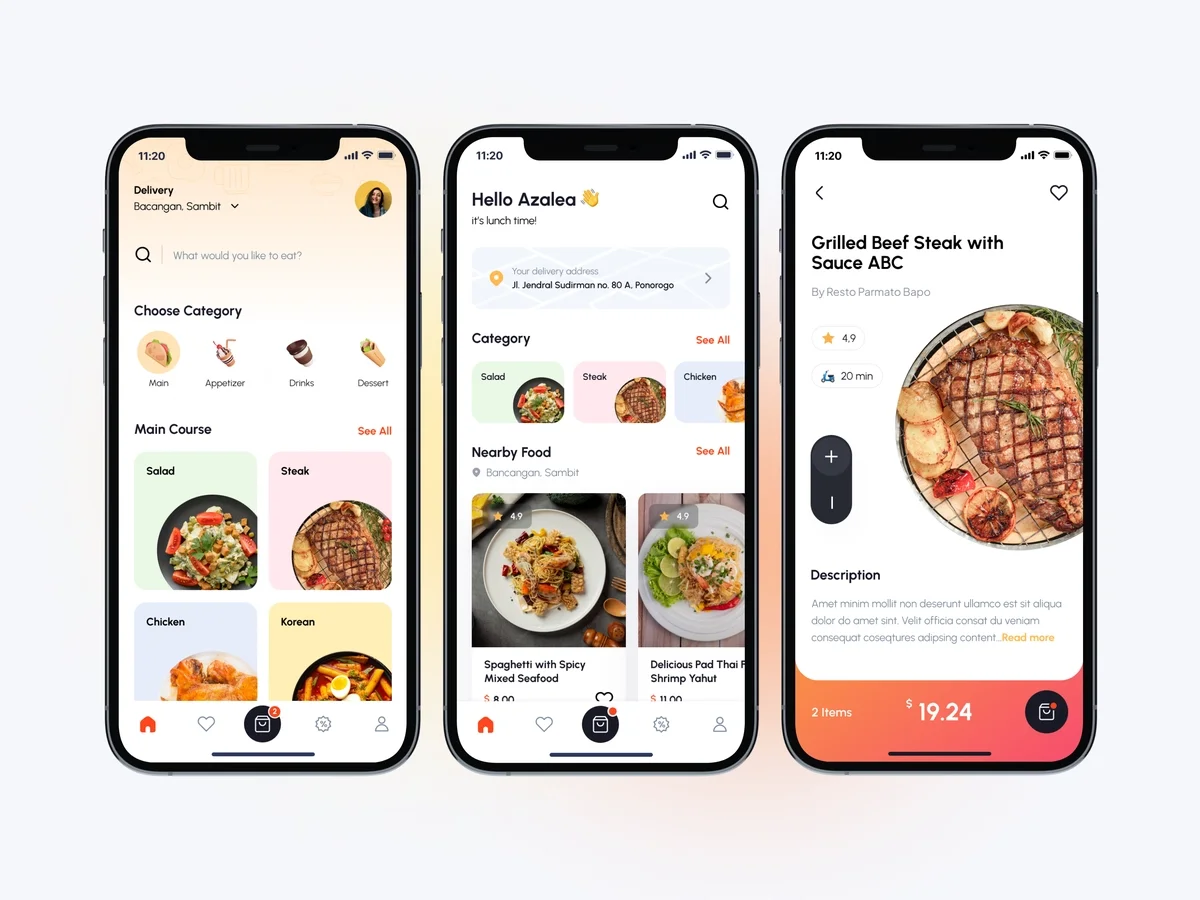 11:20
Delivery
Bacangan, Sambit
What would you like to eat?
Choose Category
Main
Appetizer
Drinks
Dessert
Main Course
See All
Salad
Steak
Chicken
Korean
2
11:20
Hello Azalea 👋
it's lunch time!
Your delivery address
Jl. Jendral Sudirman no. 80 A, Ponorogo
Category
See All
Salad
Steak
Chicken
Nearby Food
See All
Bancangan, Sambit
4.9
4.9
Spaghetti with Spicy
Mixed Seafood
$ 8.00
Delicious Pad Thai F
Shrimp Yahut
$ 11.00
11:20
Grilled Beef Steak with
Sauce ABC
By Resto Parmato Bapo
4.9
20 min
Description
Amet minim mollit non deserunt ullamco est sit aliqua
dolor do amet sint. Velit officia consat du veniam
consequat coseqtures adipsing content...Read more
2 Items
$ 19.24